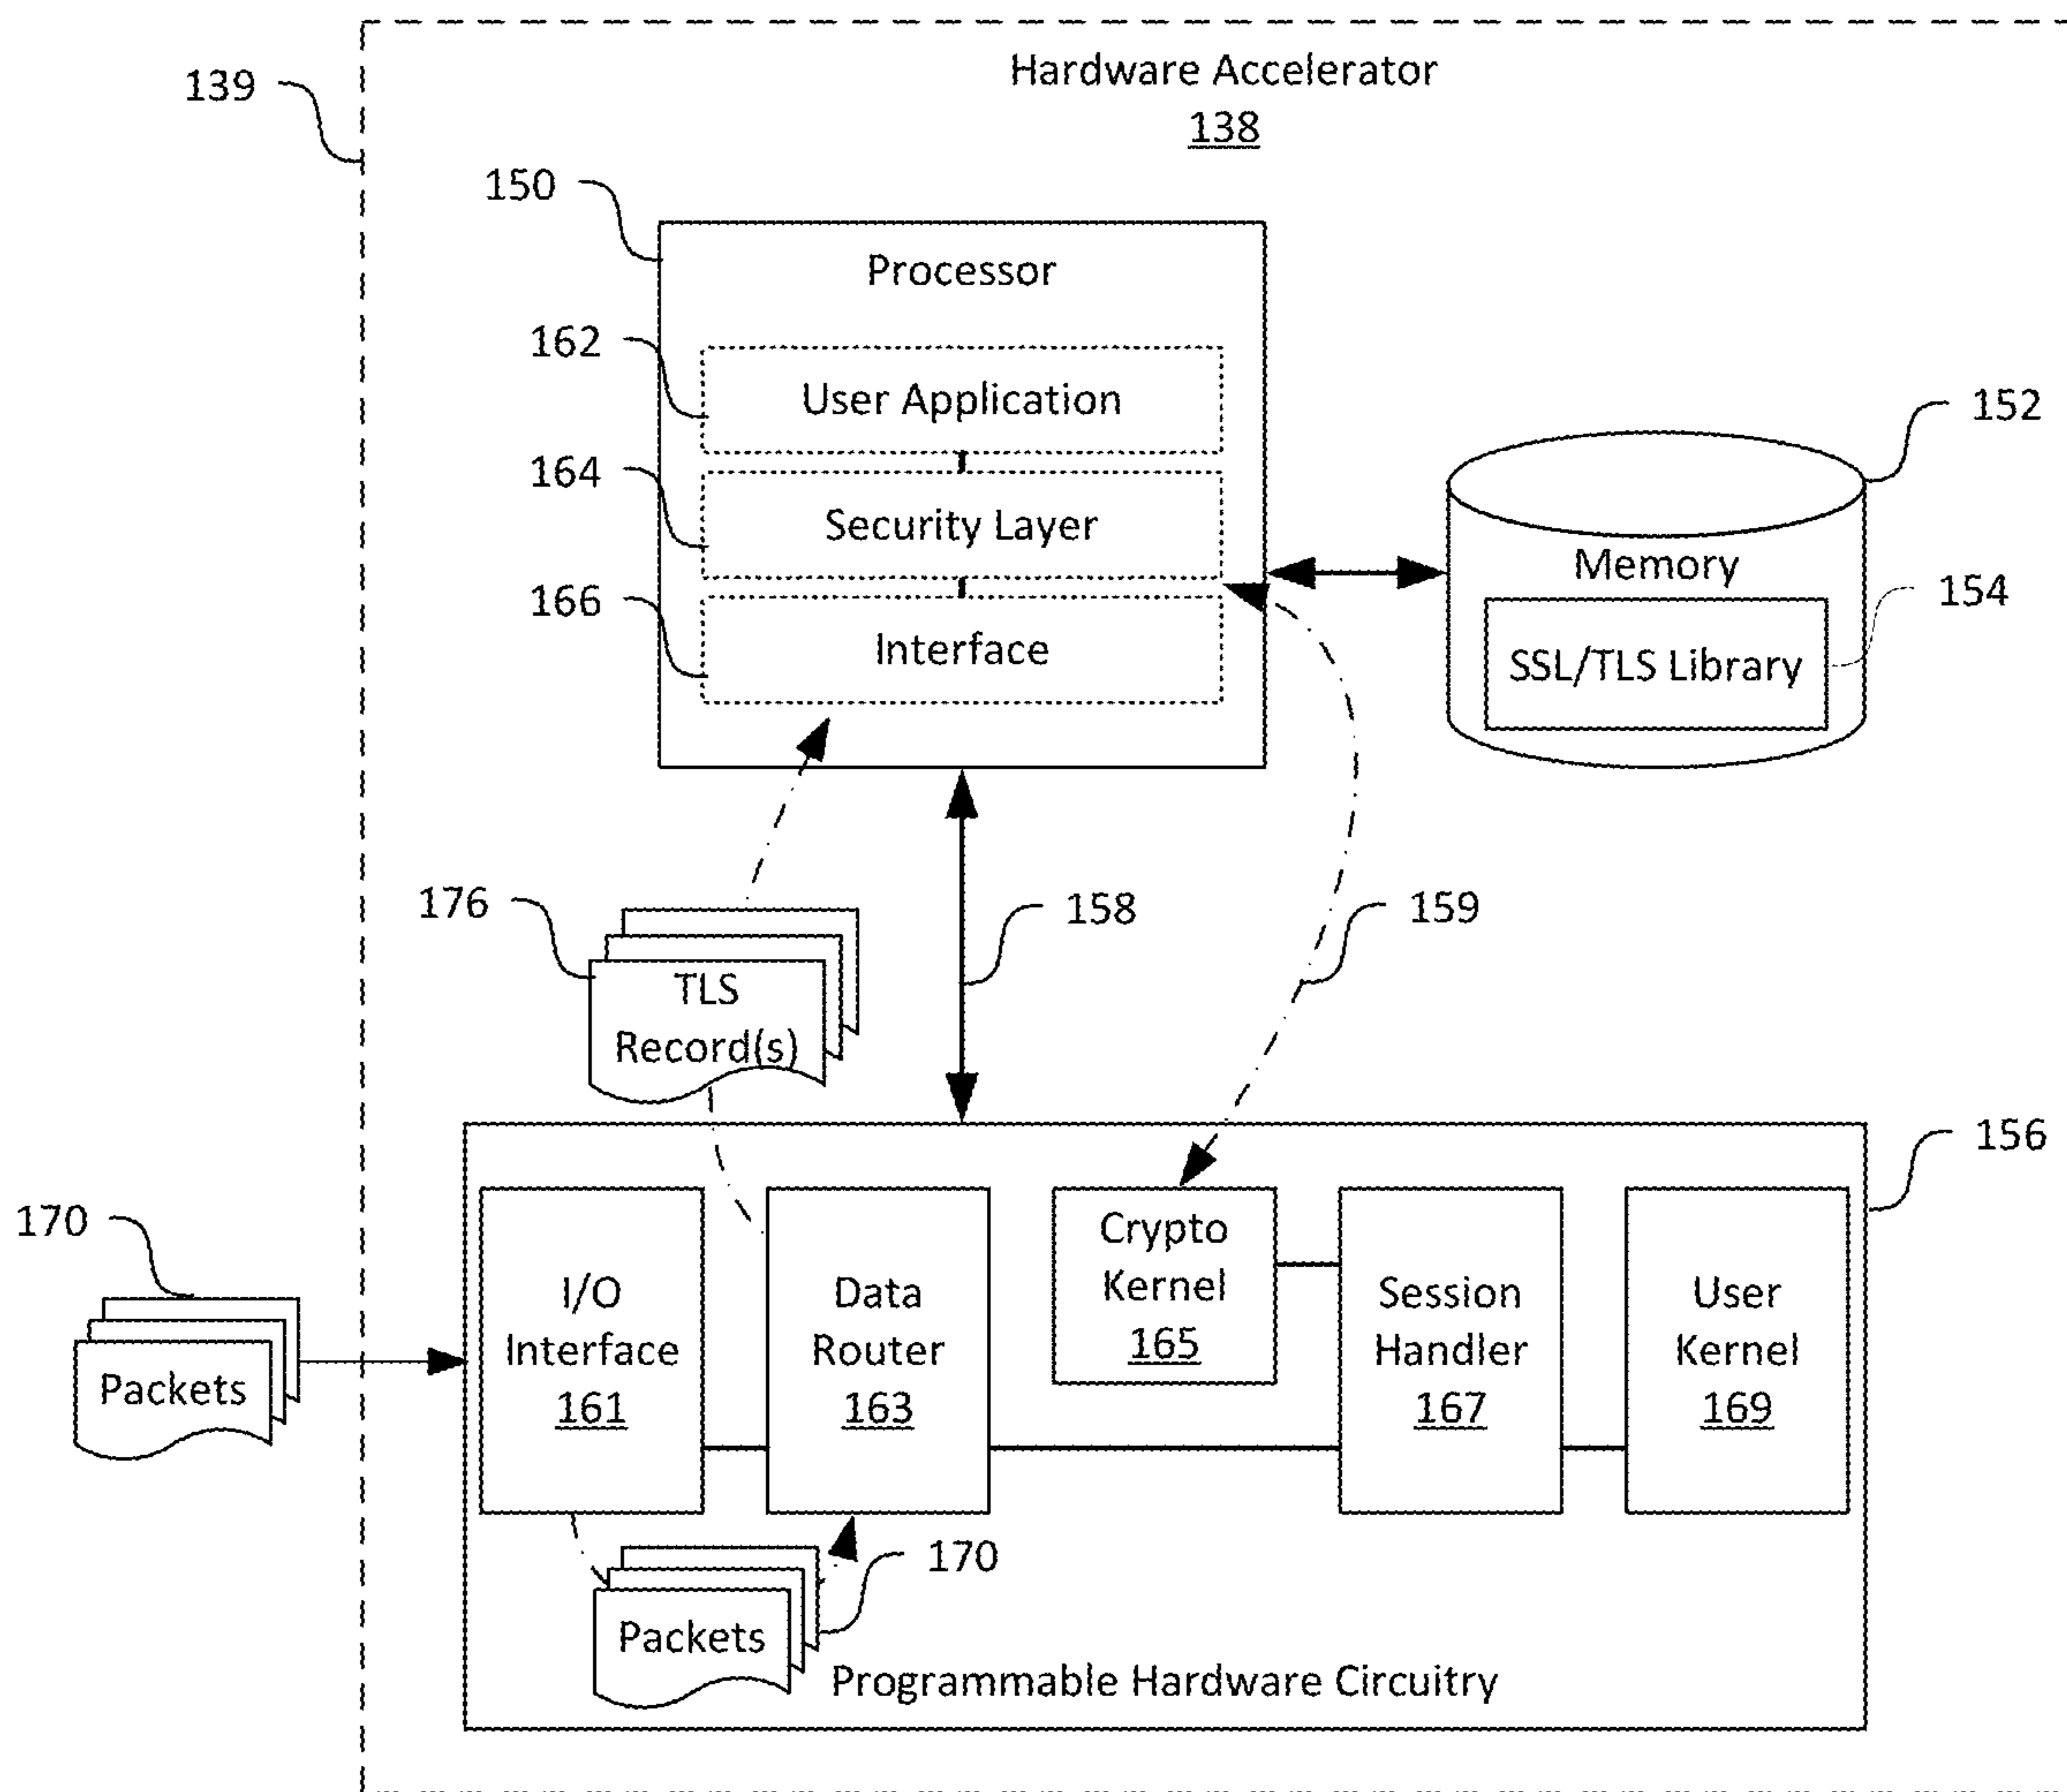 Hardware Accelerator
138
139
150
Processor
162
User Application
152
164
Security Layer
Memory
154
166
Interface
SSL/TLS Library
176
158
159
TLS
Record(s)
156
170
Packets
I/O
Interface
161
Data
Router
163
Crypto
Kernel
165
Session
Handler
167
User
Kernel
169
170
Packets
Programmable Hardware Circuitry